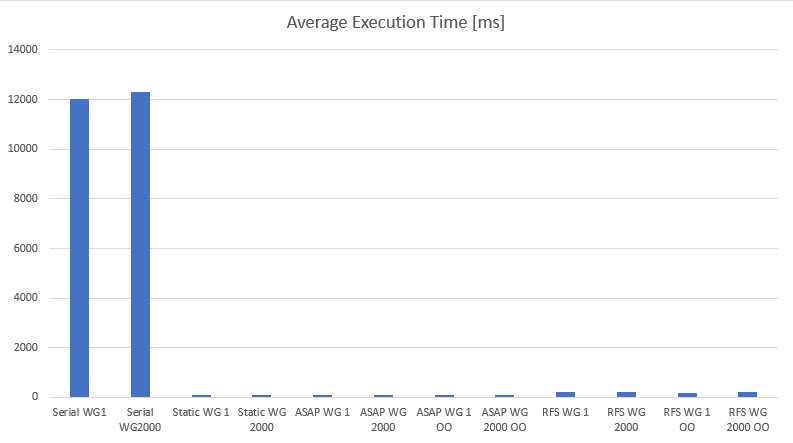 Average Execution Time [ms]
14000
12000
10000
8000
6000
4000
2000
0
Serial WG1
Serial
WG2000
Static WG 1
Static WG
2000
ASAP WG 1
ASAP WG
2000
ASAP WG 1
OO
ASAP WG
2000 OO
RFS WG 1
RFS WG
2000
RFS WG 1
OO
RFS WG
2000 OO